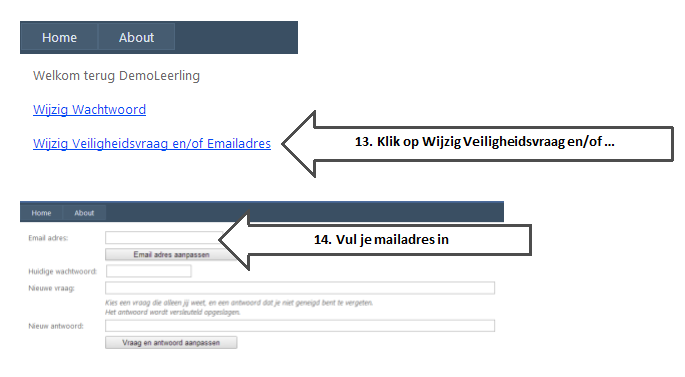 Home About
Welkom terug DemoLeerling
Wijzig Wachtwoord
Wijzig Veiligheidsvraag en/of Emailadres
13. Klik op Wijzig Veiligheidsvraag en/of ...
Home About
Email adres:
14. Vul je mailadres in
Email adres aanpassen
Huidige wachtwoord:
Nieuwe vraag:
Kies een vraag die alleen jij weet, en een antwoord dat je niet geneigd bent te vergeten.
Het antwoord wordt versleuteld opgeslagen.
Nieuw antwoord:
Vraag en antwoord aanpassen